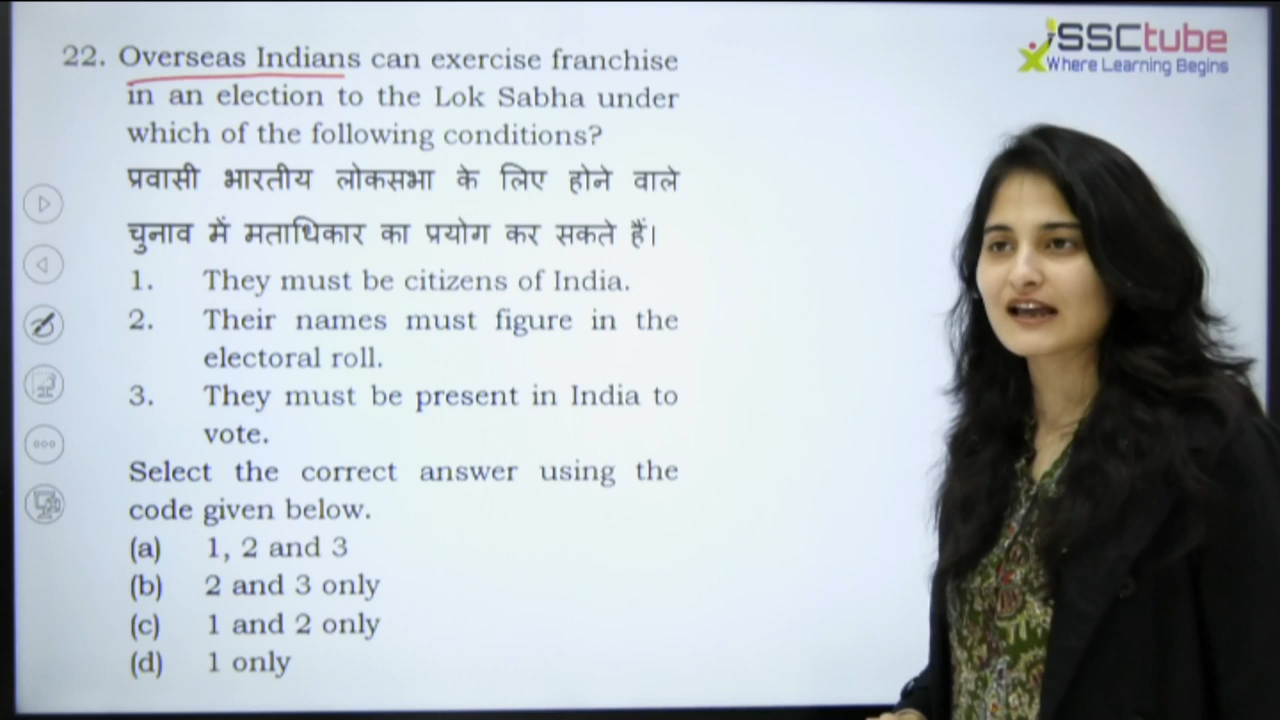 SSCtube
Where Learning Begins
22. Overseas Indians can exercise franchise
in an election to the Lok Sabha under
which of the following conditions?
प्रवासी भारतीय लोकसभा के लिए होने वाले
चुनाव में मताधिकार का प्रयोग कर सकते हैं।
1. They must be citizens of India.
2. Their names must figure in the
electoral roll.
3. They must be present in India to
vote.
Select the correct answer using the
code given below.
(a) 1, 2 and 3
(b) 2 and 3 only
(c) 1 and 2 only
(d) 1 only